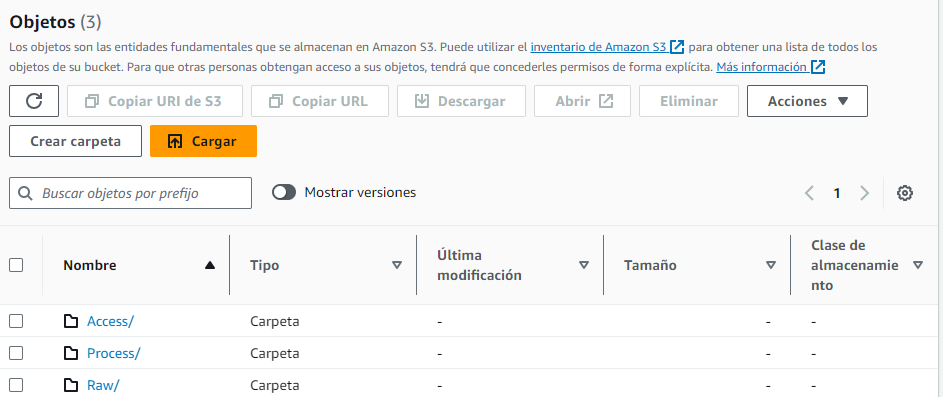 Objetos (3)
Los objetos son las entidades fundamentales que se almacenan en Amazon S3. Puede utilizar el inventario de Amazon S3 para obtener una lista de todos los
objetos de su bucket. Para que otras personas obtengan acceso a sus objetos, tendrá que concederles permisos de forma explícita. Más información
Copiar URI de S3 Copiar URL Descargar Abrir Eliminar Acciones
Crear carpeta Cargar
Buscar objetos por prefijo Mostrar versiones 1
Nombre Tipo Última modificación Tamaño Clase de almacenamiento
Access/ Carpeta - - -
Process/ Carpeta - - -
Raw/ Carpeta - - -